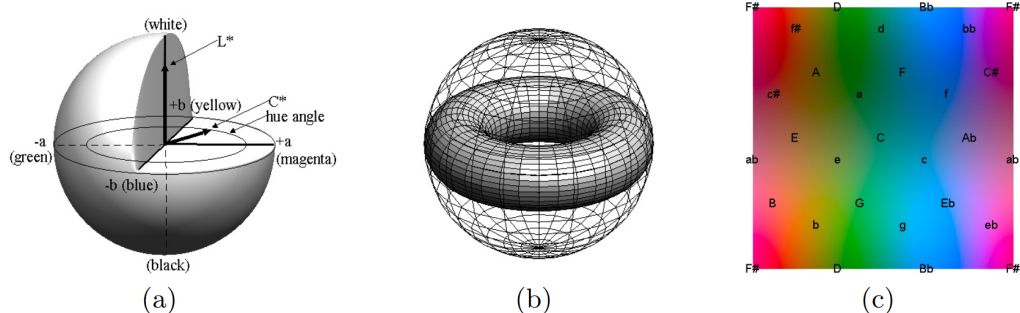 (white)
L*
+b (yellow)
C*
hue angle
-a
(green)
+a
(magenta)
-b (blue)
(black)
(a)
(b)
F# D Bb F#
f# d bb
A F C#
c# a f
E C Ab
ab e c ab
B G Eb
b g eb
F# D Bb F#
(c)